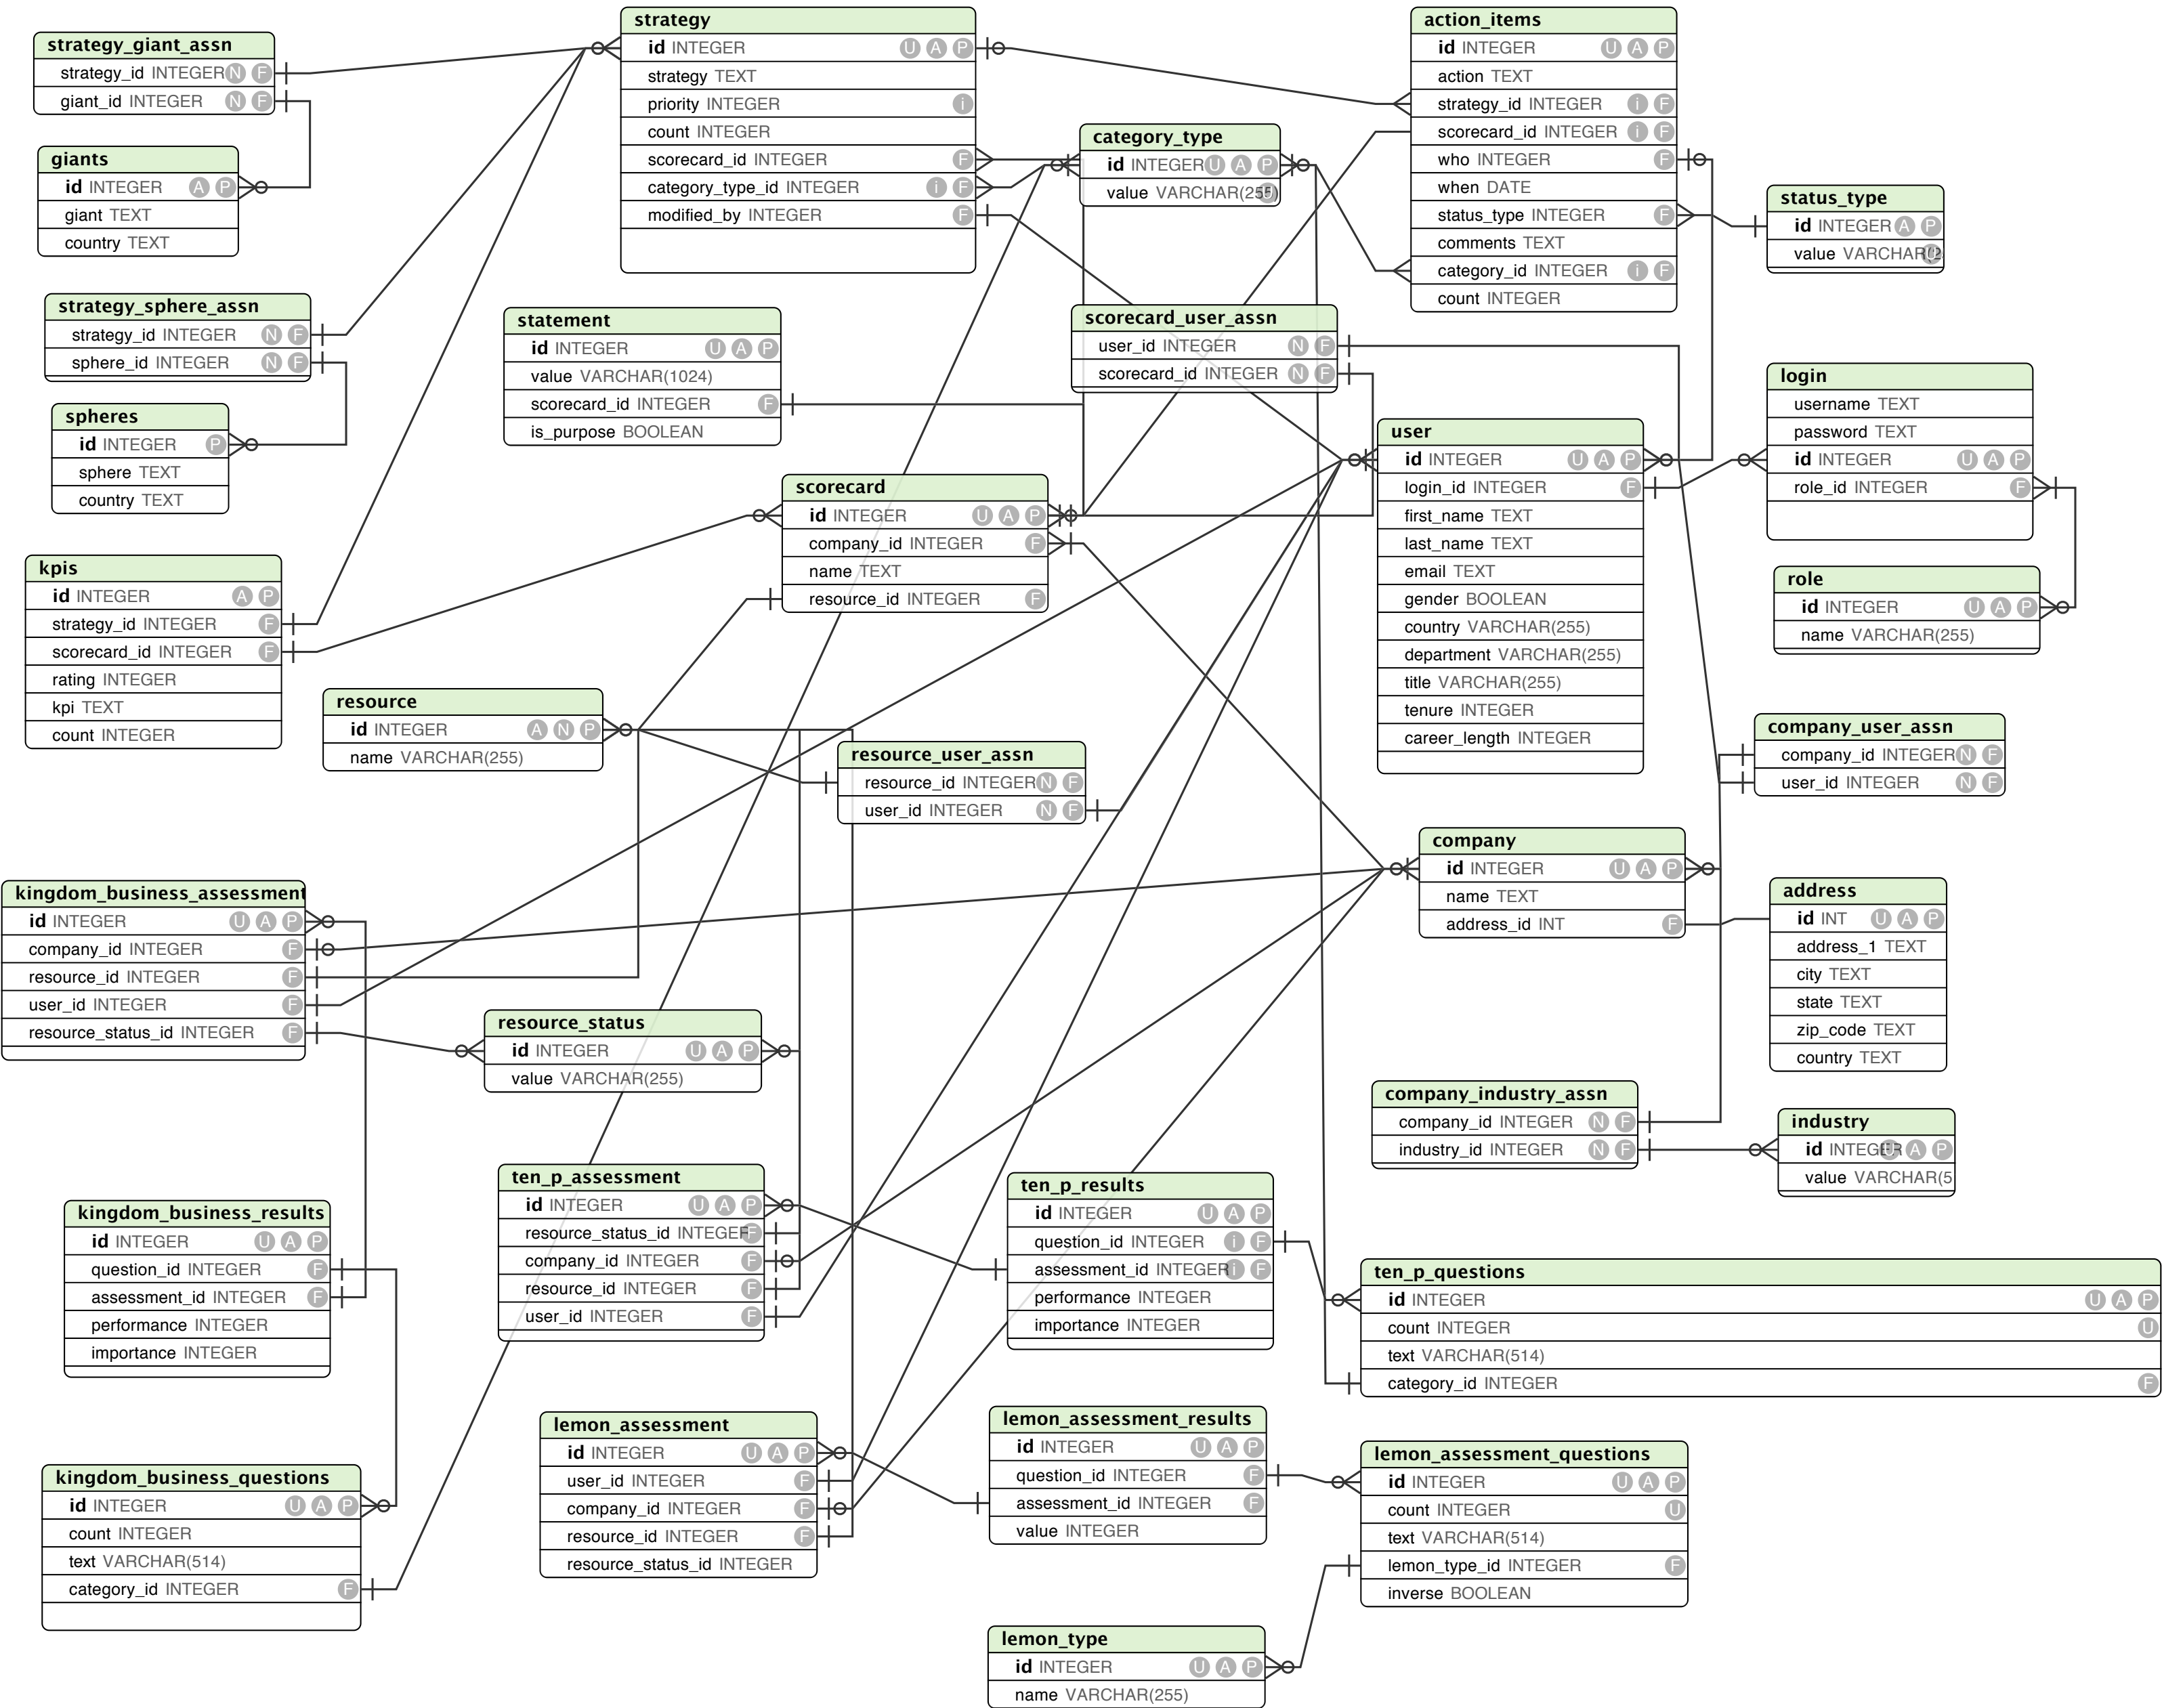 strategy_giant_assn
strategy_id INTEGER N F
giant_id INTEGER N F
giants
id INTEGER A P
giant TEXT
country TEXT
strategy_sphere_assn
strategy_id INTEGER N F
sphere_id INTEGER N F
spheres
id INTEGER P
sphere TEXT
country TEXT
kpis
id INTEGER A P
strategy_id INTEGER F
scorecard_id INTEGER F
rating INTEGER
kpi TEXT
count INTEGER
strategy
id INTEGER U A P
strategy TEXT
priority INTEGER i
count INTEGER
scorecard_id INTEGER F
category_type_id INTEGER i F
modified_by INTEGER F
category_type
id INTEGER U A P
value VARCHAR(255)
action_items
id INTEGER U A P
action TEXT
strategy_id INTEGER i F
scorecard_id INTEGER i F
who INTEGER F
when DATE
status_type INTEGER F
comments TEXT
category_id INTEGER i F
count INTEGER
status_type
id INTEGER A P
value
statement
id INTEGER U A P
value VARCHAR(1024)
scorecard_id INTEGER F
is_purpose BOOLEAN
scorecard_user_assn
user_id INTEGER N F
scorecard_id INTEGER N F
login
username TEXT
password TEXT
id INTEGER U A P
role_id INTEGER F
role
id INTEGER U A P
name VARCHAR(255)
user
id INTEGER U A P
login_id INTEGER F
first_name TEXT
last_name TEXT
email TEXT
gender BOOLEAN
country VARCHAR(255)
department VARCHAR(255)
title VARCHAR(255)
tenure INTEGER
career_length INTEGER
scorecard
id INTEGER U A P
company_id INTEGER F
name TEXT
resource_id INTEGER F
resource
id INTEGER A N P
name VARCHAR(255)
resource_user_assn
resource_id INTEGER N F
user_id INTEGER N F
company_user_assn
company_id INTEGER N F
user_id INTEGER N F
company
id INTEGER U A P
name TEXT
address_id INT F
address
id INT U A P
address_1 TEXT
city TEXT
state TEXT
zip_code TEXT
country TEXT
kingdom_business_assessment
id INTEGER U A P
company_id INTEGER F
resource_id INTEGER F
user_id INTEGER F
resource_status_id INTEGER F
resource_status
id INTEGER U A P
value VARCHAR(255)
company_industry_assn
company_id INTEGER N F
industry_id INTEGER N F
industry
id INTEGER U A P
value VARCHAR(5
ten_p_assessment
id INTEGER U A P
resource_status_id INTEGER F
company_id INTEGER F
resource_id INTEGER F
user_id INTEGER F
ten_p_results
id INTEGER U A P
question_id INTEGER i F
assessment_id INTEGER i F
performance INTEGER
importance INTEGER
kingdom_business_results
id INTEGER U A P
question_id INTEGER F
assessment_id INTEGER F
performance INTEGER
importance INTEGER
ten_p_questions
id INTEGER U A P
count INTEGER U
text VARCHAR(514)
category_id INTEGER F
kingdom_business_questions
id INTEGER U A P
count INTEGER
text VARCHAR(514)
category_id INTEGER F
lemon_assessment
id INTEGER U A P
user_id INTEGER F
company_id INTEGER F
resource_id INTEGER F
resource_status_id INTEGER
lemon_assessment_results
id INTEGER U A P
question_id INTEGER F
assessment_id INTEGER F
value INTEGER
lemon_assessment_questions
id INTEGER U A P
count INTEGER U
text VARCHAR(514)
lemon_type_id INTEGER F
inverse BOOLEAN
lemon_type
id INTEGER U A P
name VARCHAR(255)